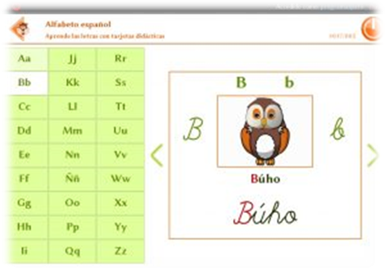 Alfabeto español
Aprende las letras con tarjetas didácticas
Aa Jj Rr
Bb Kk Ss
Cc Ll Tt
Dd Mm Uu
Ee Nn Vv
Ff Ññ Ww
Gg Oo Xx
Hh Pp Yy
Ii Qq Zz
B b
B b
Búho
Búho